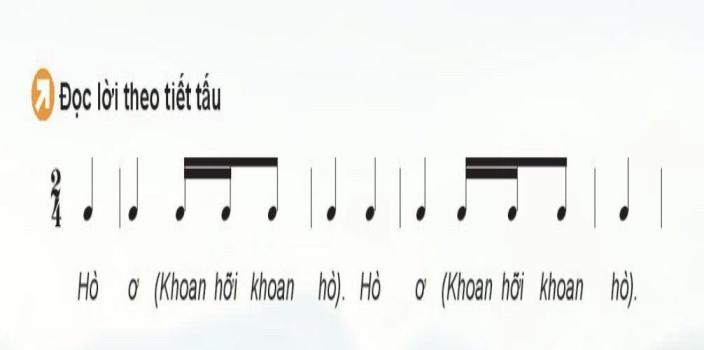 Đọc lời theo tiết tấu
2
4
Hò ơ (Khoan hỡi khoan hò). Hò ơ (Khoan hỡi khoan hò).